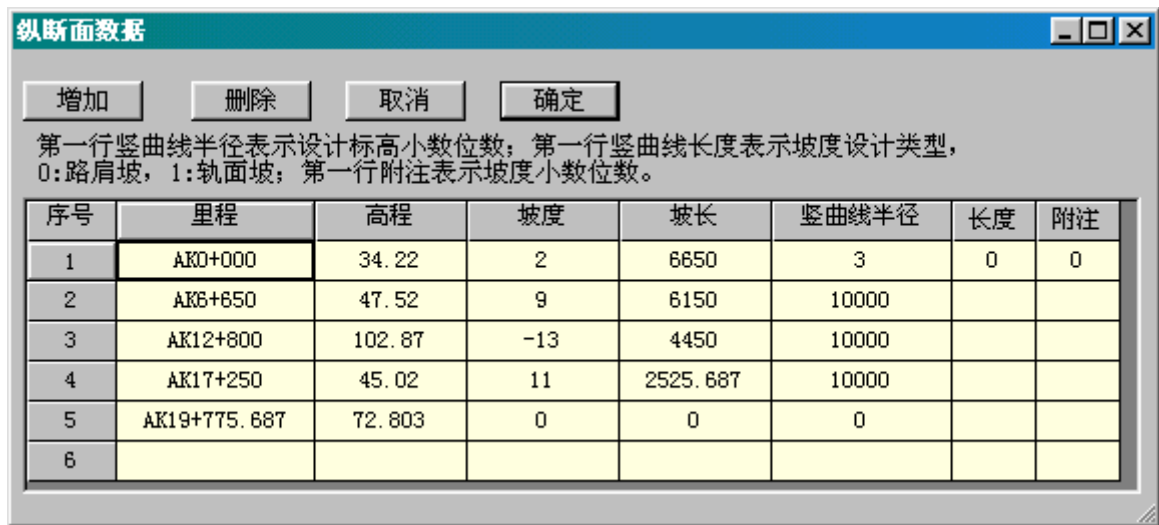 纵断面数据
增加 删除 取消 确定
第一行竖曲线半径表示设计标高小数位数；第一行竖曲线长度表示坡度设计类型，
0:路肩坡，1:轨面坡；第一行附注表示坡度小数位数。
序号 里程 高程 坡度 坡长 竖曲线半径 长度 附注
1 AK0+000 34.22 2 6650 3 0 0
2 AK6+650 47.52 9 6150 10000
3 AK12+800 102.87 -13 4450 10000
4 AK17+250 45.02 11 2525.687 10000
5 AK19+775.687 72.803 0 0 0
6